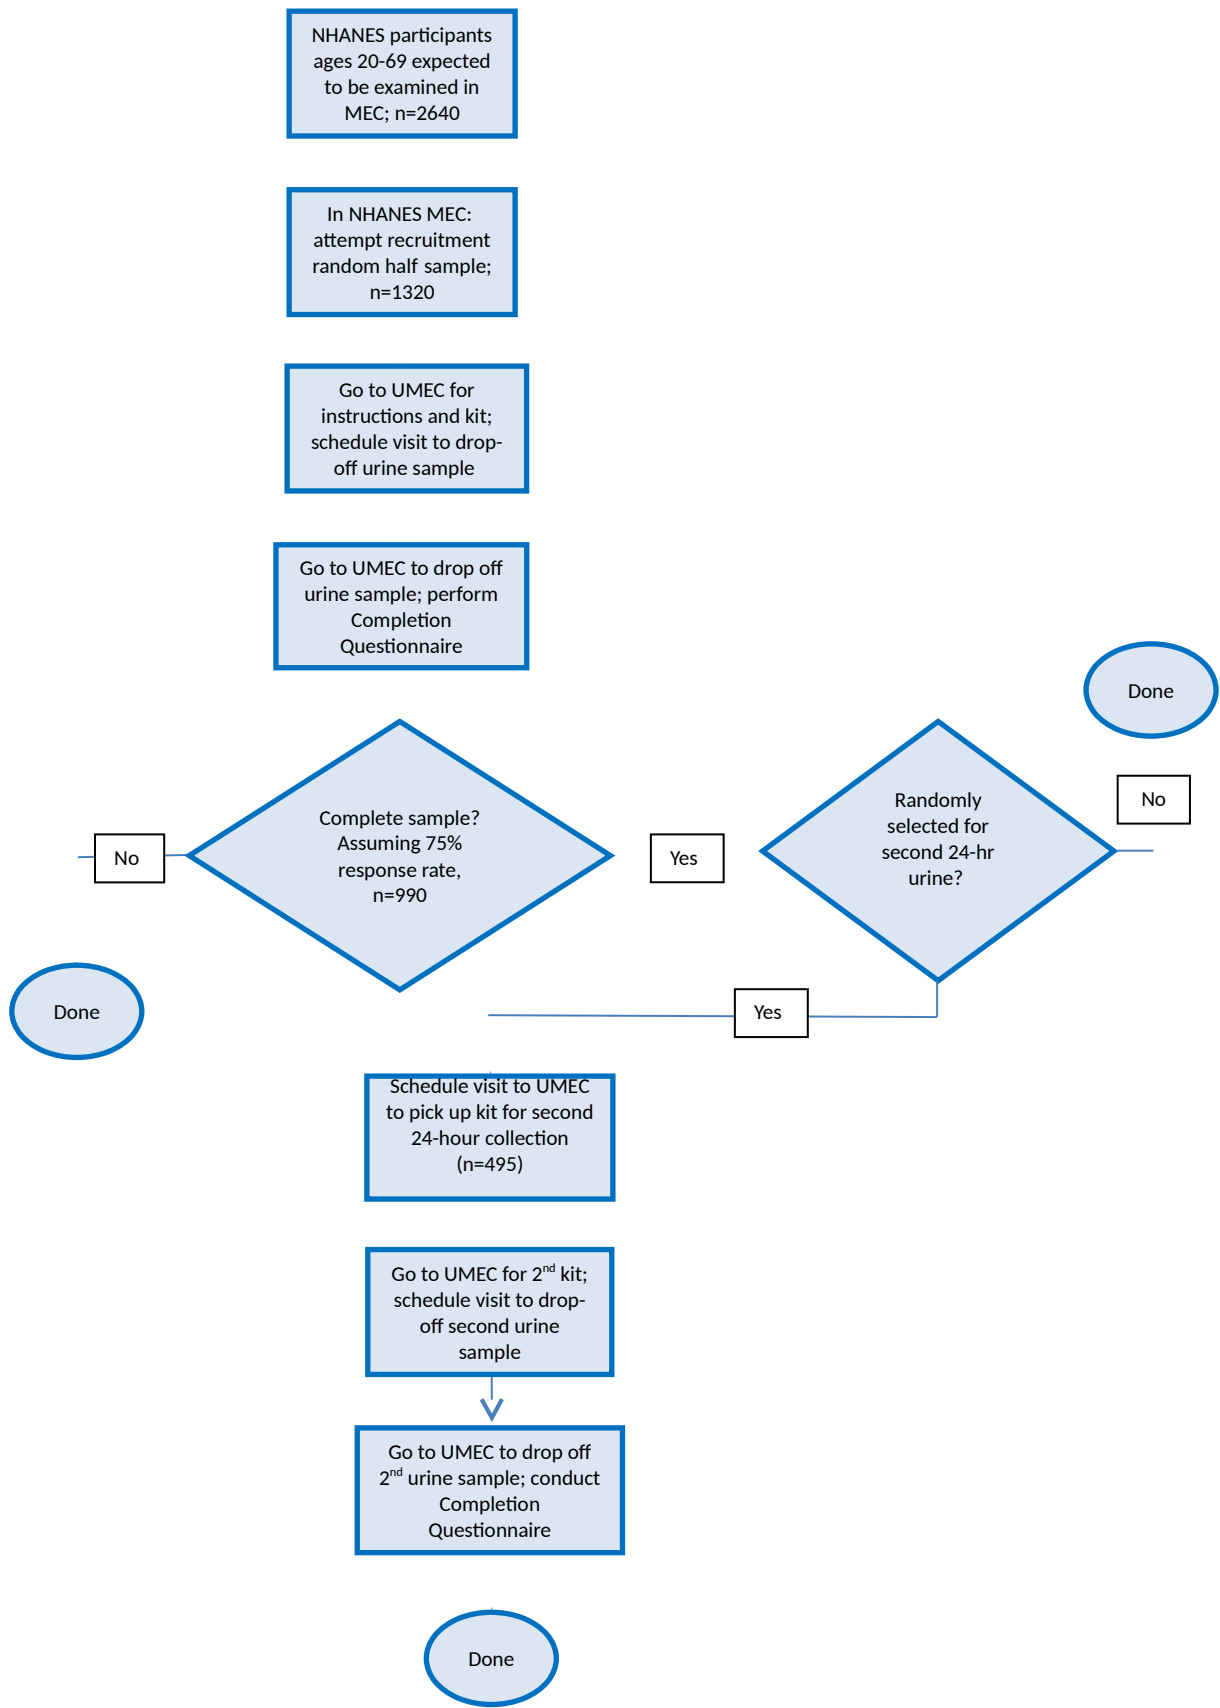 NHANES participants
ages 20-69 expected
to be examined in
MEC; n=2640
In NHANES MEC:
attempt recruitment
random half sample;
n=1320
Go to UMEC for
instructions and kit;
schedule visit to drop-
off urine sample
Go to UMEC to drop off
urine sample; perform
Completion
Questionnaire
Done
No
Complete sample?
Assuming 75%
response rate,
n=990
No
Yes
Randomly
selected for
second 24-hr
urine?
Done
Yes
Schedule visit to UMEC
to pick up kit for second
24-hour collection
(n=495)
Go to UMEC for 2nd kit;
schedule visit to drop-
off second urine
sample
Go to UMEC to drop off
2nd urine sample; conduct
Completion
Questionnaire
Done